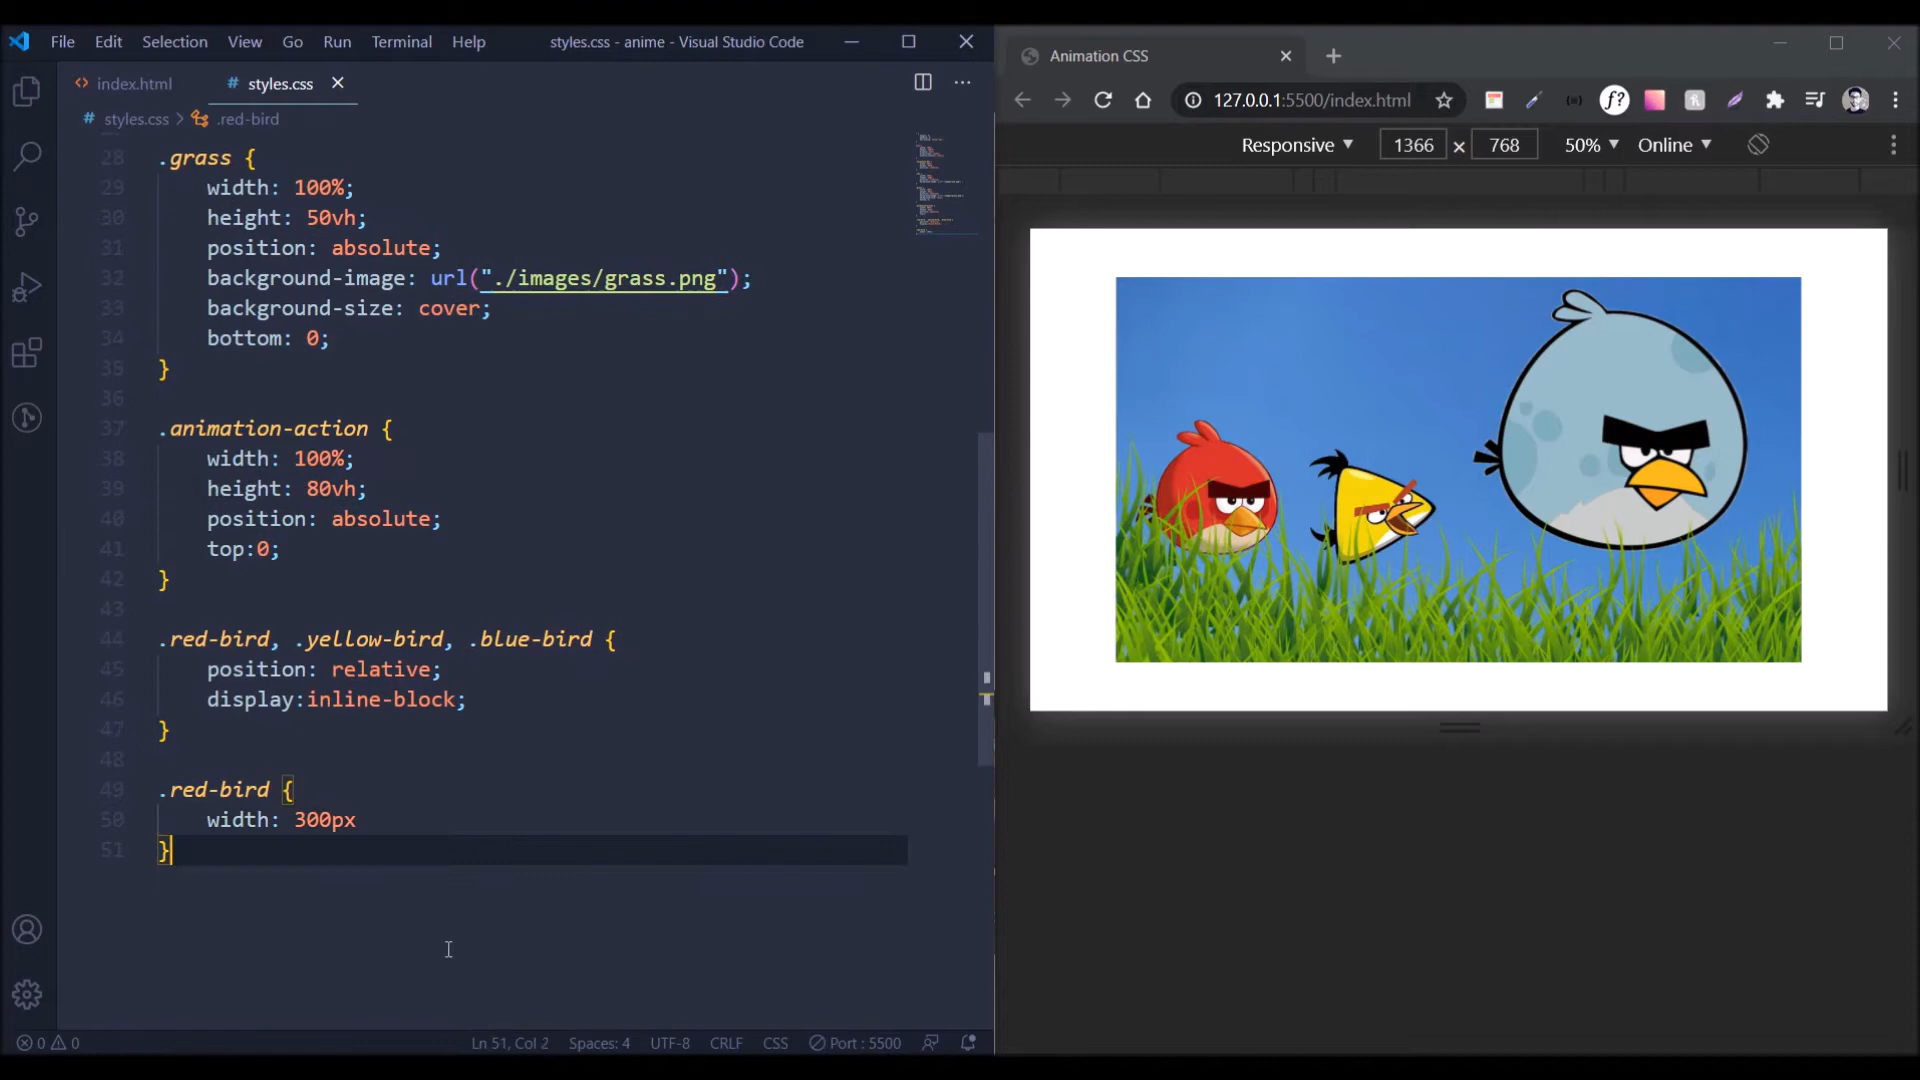 File Edit Selection View Go Run Terminal Help styles.css - anime - Visual Studio Code
index.html # styles.css
# styles.css > .red-bird
28 .grass {
29 width: 100%;
30 height: 50vh;
31 position: absolute;
32 background-image: url("./images/grass.png");
33 background-size: cover;
34 bottom: 0;
35 }
36
37 .animation-action {
38 width: 100%;
39 height: 80vh;
40 position: absolute;
41 top:0;
42 }
43
44 .red-bird, .yellow-bird, .blue-bird {
45 position: relative;
46 display:inline-block;
47 }
48
49 .red-bird {
50 width: 300px
51 }
0 0 Ln 51, Col 2 Spaces: 4 UTF-8 CRLF CSS Port : 5500
Animation CSS
127.0.0.1:5500/index.html f?
Responsive 1366 × 768 50% Online